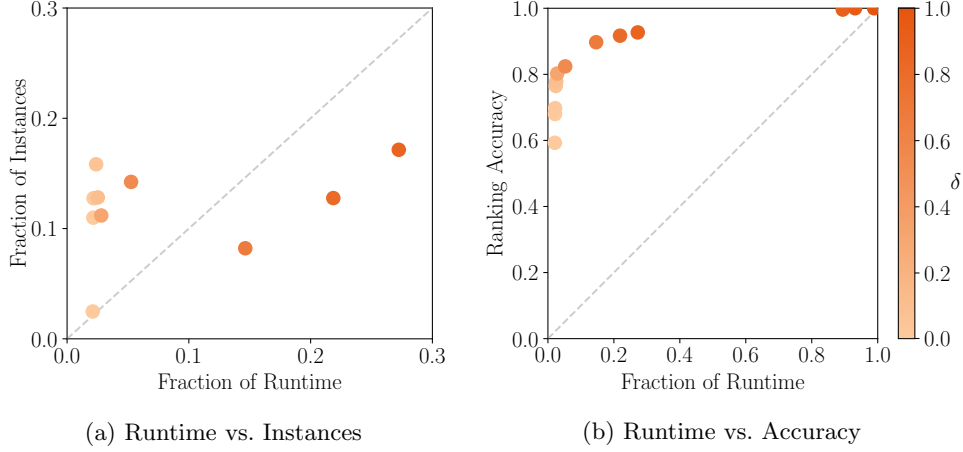 0.3
0.2
0.1
0.0
Fraction of Instances
0.0 0.1 0.2 0.3
Fraction of Runtime
(a) Runtime vs. Instances
1.0
0.8
0.6
0.4
0.2
0.0
Ranking Accuracy
0.0 0.2 0.4 0.6 0.8 1.0
Fraction of Runtime
(b) Runtime vs. Accuracy
1.0
0.8
0.6
0.4
0.2
0.0
δ